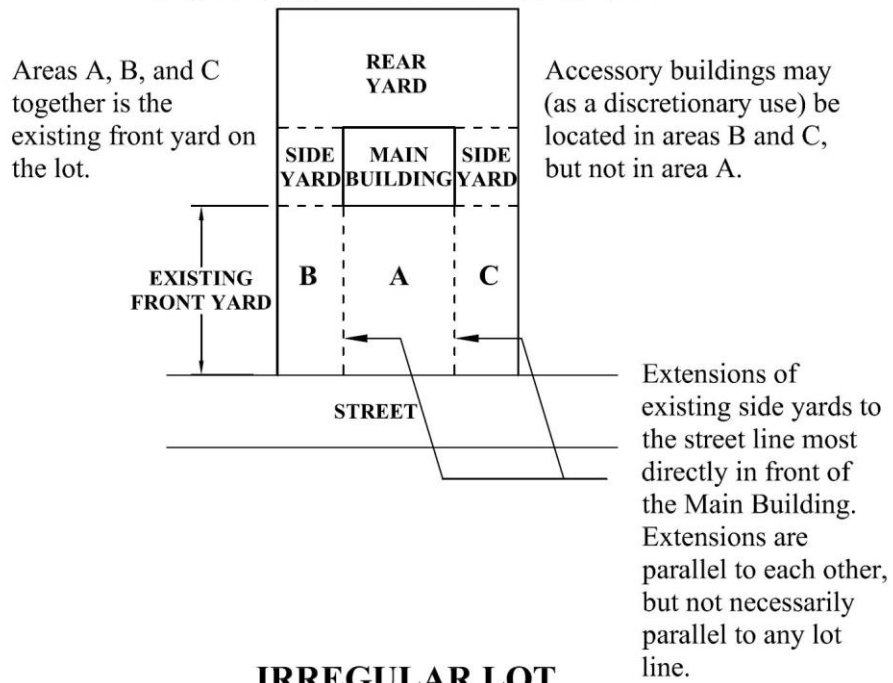 Areas A, B, and C
together is the
existing front yard on
the lot.
REAR
YARD
Accessory buildings may
(as a discretionary use) be
located in areas B and C,
but not in area A.
SIDE
YARD
MAIN
BUILDING
SIDE
YARD
EXISTING
FRONT YARD
B
A
C
STREET
Extensions of
existing side yards to
the street line most
directly in front of
the Main Building.
Extensions are
parallel to each other,
but not necessarily
parallel to any lot
line.
IRREGULAR LOT